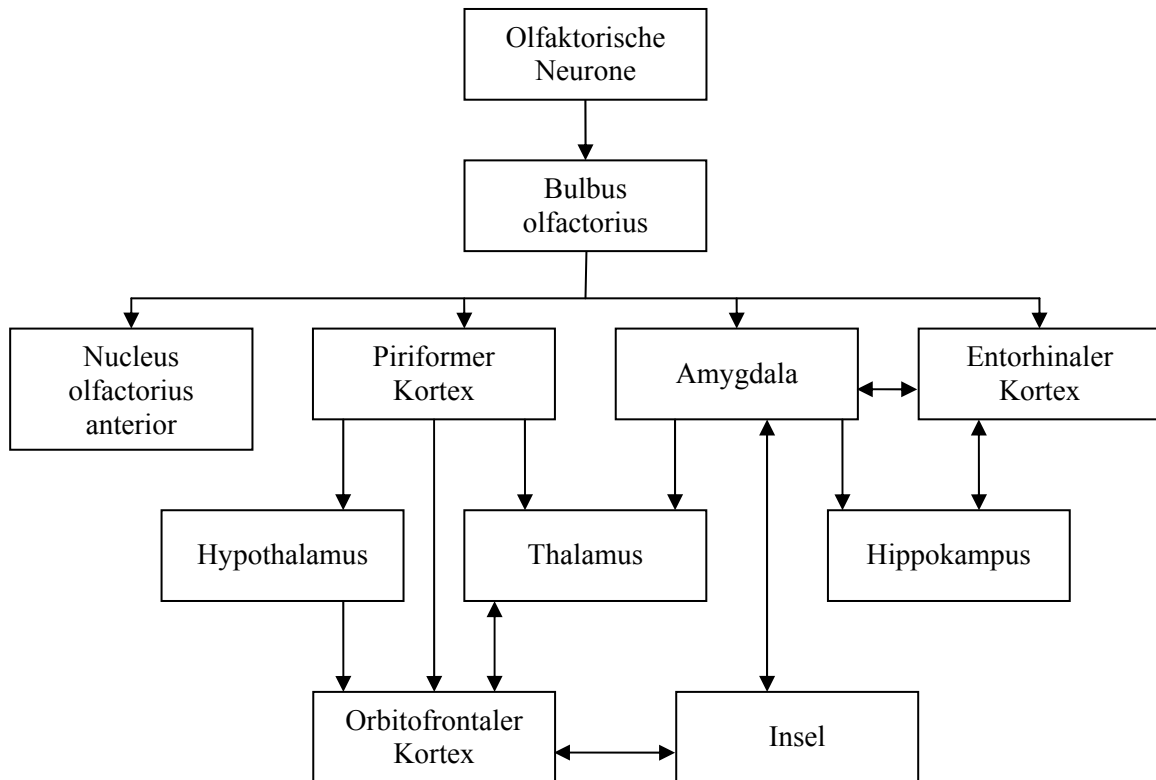 Olfaktorische
Neurone
Bulbus
olfactorius
Nucleus
olfactorius
anterior
Piriformer
Kortex
Amygdala
Entorhinaler
Kortex
Hypothalamus
Thalamus
Hippokampus
Orbitofrontaler
Kortex
Insel